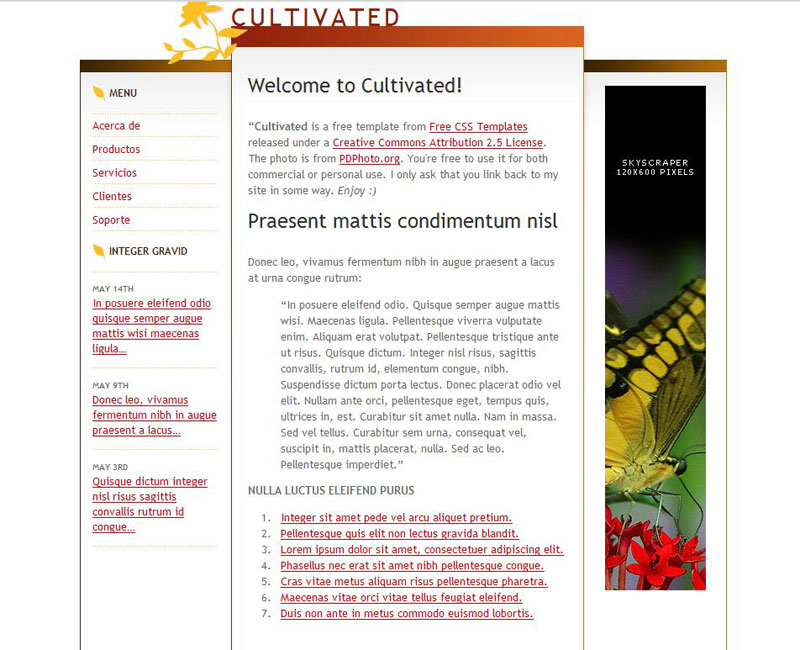 CULTIVATED
MENU
Acerca de
Productos
Servicios
Clientes
Soporte
INTEGER GRAVID
MAY 14TH
In posuere eleifend odio
quisque semper augue
mattis wisi maecenas
ligula...
MAY 9TH
Donec leo, vivamus
fermentum nibh in augue
praesent a lacus...
MAY 3RD
Quisque dictum integer
nisl risus sagittis
convallis rutrum id
congue...
Welcome to Cultivated!
“Cultivated is a free template from Free CSS Templates
released under a Creative Commons Attribution 2.5 License.
The photo is from PDPhoto.org. You're free to use it for both
commercial or personal use. I only ask that you link back to my
site in some way. Enjoy :)
Praesent mattis condimentum nisl
Donec leo, vivamus fermentum nibh in augue praesent a lacus
at urna congue rutrum:
“In posuere eleifend odio. Quisque semper augue mattis
wisi. Maecenas ligula. Pellentesque viverra vulputate
enim. Aliquam erat volutpat. Pellentesque tristique ante
ut risus. Quisque dictum. Integer nisl risus, sagittis
convallis, rutrum id, elementum congue, nibh.
Suspendisse dictum porta lectus. Donec placerat odio vel
elit. Nullam ante orci, pellentesque eget, tempus quis,
ultrices in, est. Curabitur sit amet nulla. Nam in massa.
Sed vel tellus. Curabitur sem urna, consequat vel,
suscipit in, mattis placerat, nulla. Sed ac leo.
Pellentesque imperdiet.”
NULLA LUCTUS ELEIFEND PURUS
1. Integer sit amet pede vel arcu aliquet pretium.
2. Pellentesque quis elit non lectus gravida blandit.
3. Lorem ipsum dolor sit amet, consectetuer adipiscing elit.
4. Phasellus nec erat sit amet nibh pellentesque congue.
5. Cras vitae metus aliquam risus pellentesque pharetra.
6. Maecenas vitae orci vitae tellus feugiat eleifend.
7. Duis non ante in metus commodo euismod lobortis.
SKYSCRAPER
120X600 PIXELS